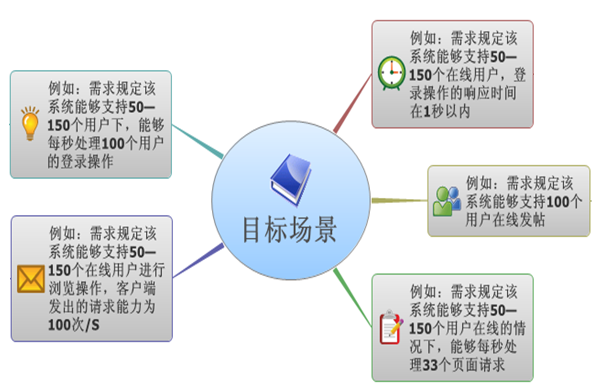 例如：需求规定该
系统能够支持50—
150个在线用户，登
录操作的响应时间
在1秒以内
例如：需求规定该
系统能够支持50—
150个用户下，能够
每秒处理100个用户
的登录操作
例如：需求规定该
系统能够支持100个
用户在线发帖
目标场景
例如：需求规定该
系统能够支持50—
150个在线用户进行
浏览操作，客户端
发出的请求能力为
100次/S
例如：需求规定该
系统能够支持50—
150个用户在线的情
况下，能够每秒处
理33个页面请求